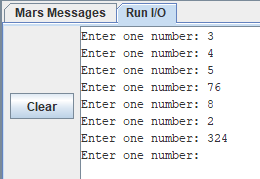 Mars Messages Run I/O
Enter one number: 3
Enter one number: 4
Enter one number: 5
Enter one number: 76
Clear
Enter one number: 8
Enter one number: 2
Enter one number: 324
Enter one number: